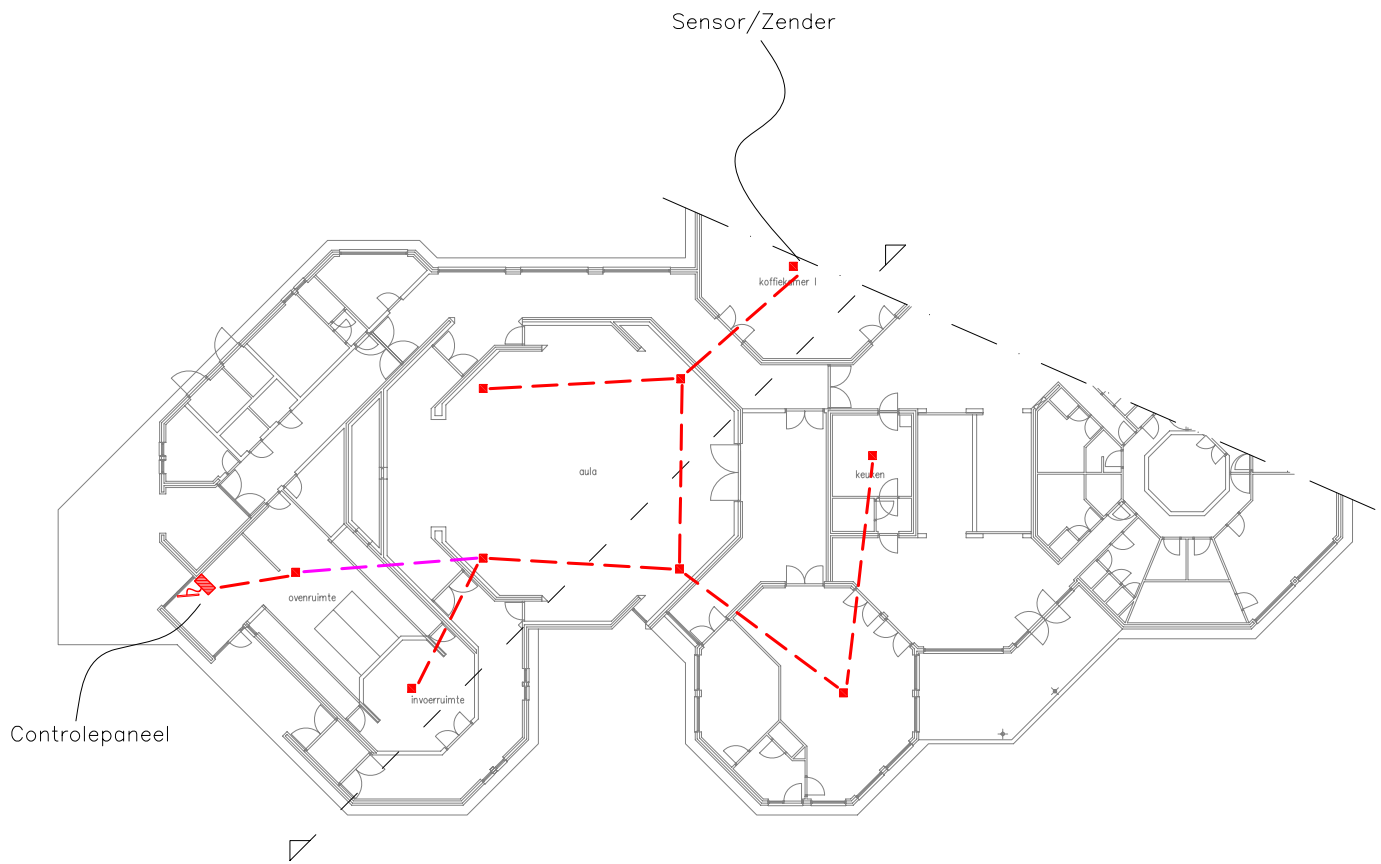 Sensor/Zender
koffiekamer I
aula
keuken
ovenruimte
invoerruimte
Controlepaneel